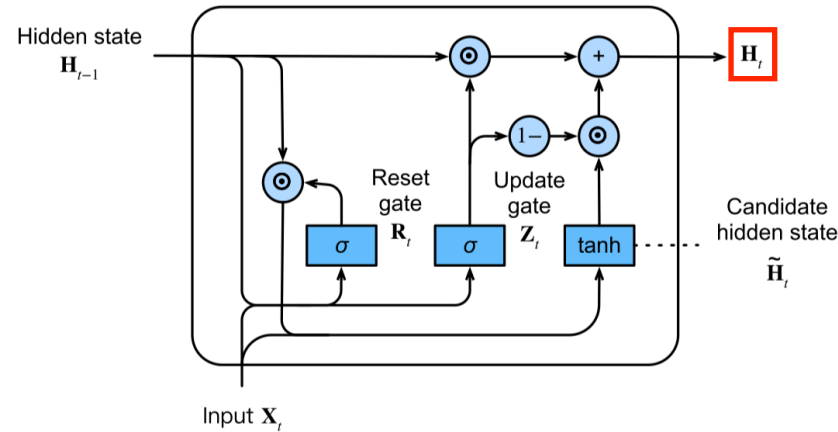 Hidden state
H_{t−1}
H_t
+
1−
Reset
gate
R_t
Update
gate
Z_t
σ
σ
tanh
Candidate
hidden state
H̃_t
Input X_t